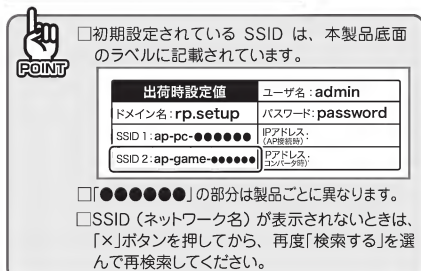 POINT
□初期設定されている SSID は、本製品底面
のラベルに記載されています。
出荷時設定値
ユーザ名：admin
ドメイン名：rp.setup
パスワード：password
SSID 1：ap-pc-●●●●●●
IPアドレス：
(AP接続時)
SSID 2：ap-game-●●●●●●
Pアドレス：
コンバータ時)
□「●●●●●●」の部分は製品ごとに異なります。
□SSID（ネットワーク名）が表示されないときは、
「×」ボタンを押してから、再度「検索する」を選
んで再検索してください。